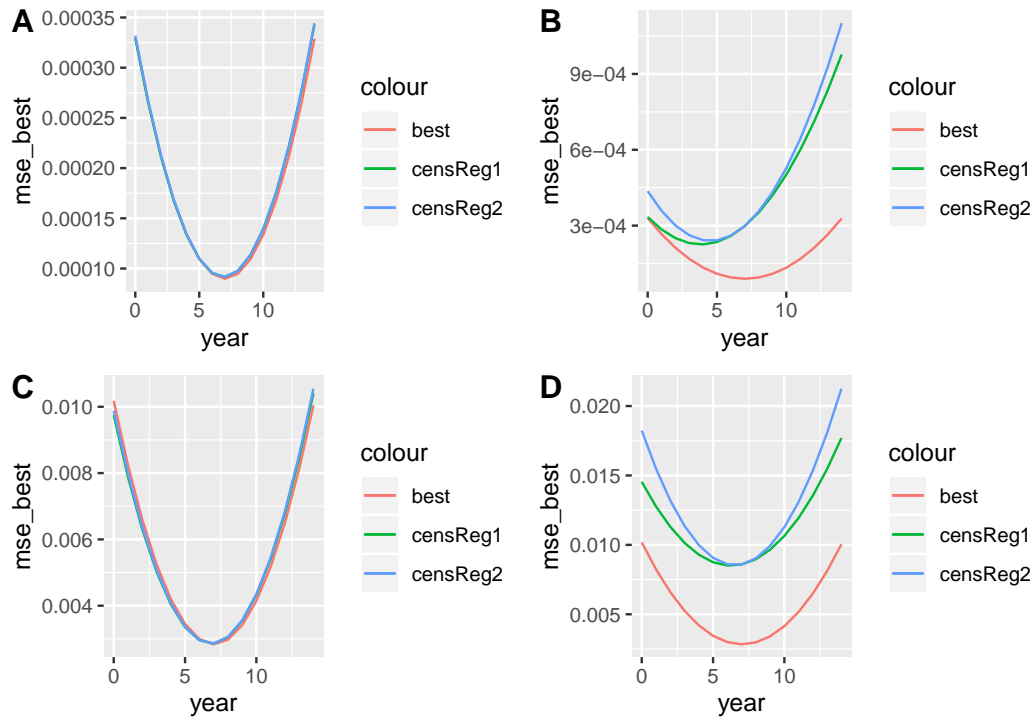 A
mse_best
0.00035
0.00030
0.00025
0.00020
0.00015
0.00010
0
5
10
year
colour
best
censReg1
censReg2
B
mse_best
9e−04
6e−04
3e−04
0
5
10
year
colour
best
censReg1
censReg2
C
mse_best
0.010
0.008
0.006
0.004
0
5
10
year
colour
best
censReg1
censReg2
D
mse_best
0.020
0.015
0.010
0.005
0
5
10
year
colour
best
censReg1
censReg2